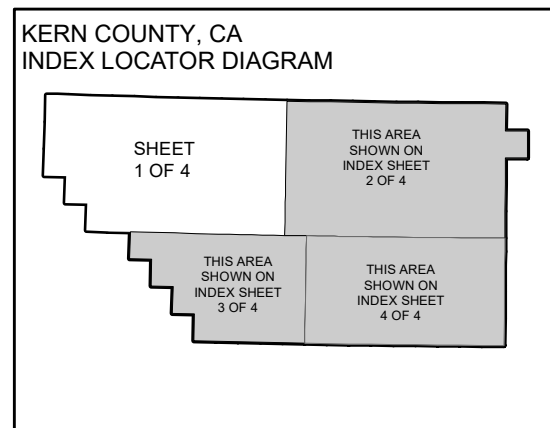 KERN COUNTY, CA
INDEX LOCATOR DIAGRAM
SHEET
1 OF 4
THIS AREA
SHOWN ON
INDEX SHEET
2 OF 4
THIS AREA
SHOWN ON
INDEX SHEET
3 OF 4
THIS AREA
SHOWN ON
INDEX SHEET
4 OF 4